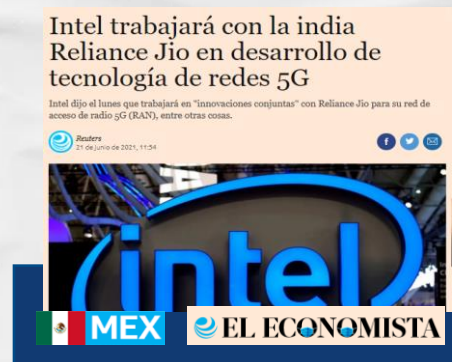 Intel trabajará con la india
Reliance Jio en desarrollo de
tecnología de redes 5G
Intel dijo el lunes que trabajará en "innovaciones conjuntas" con Reliance Jio para su red de
acceso de radio 5G (RAN), entre otras cosas.
Reuters
21 de junio de 2021, 11:54
intel
MEX EL ECONOMISTA